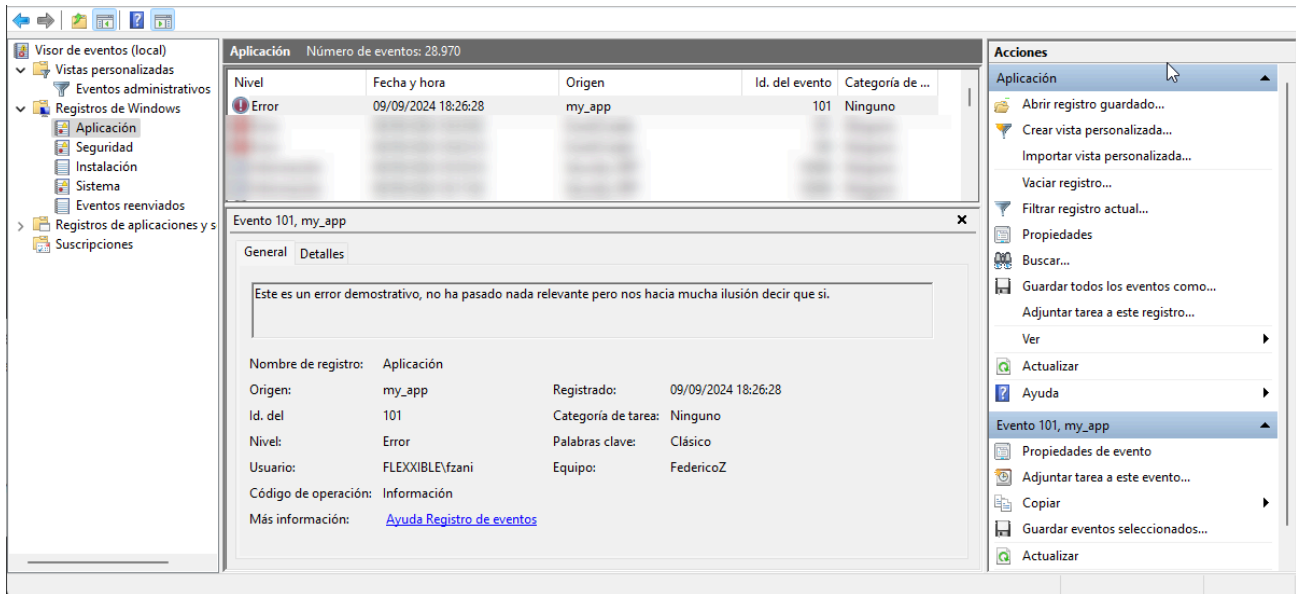 Visor de eventos (local)
Vistas personalizadas
Eventos administrativos
Registros de Windows
Aplicación
Seguridad
Instalación
Sistema
Eventos reenviados
Registros de aplicaciones y s
Suscripciones
Aplicación Número de eventos: 28.970
Nivel Fecha y hora Origen Id. del evento Categoría de ...
Error 09/09/2024 18:26:28 my_app 101 Ninguno
Evento 101, my_app
General Detalles
Este es un error demostrativo, no ha pasado nada relevante pero nos hacia mucha ilusión decir que si.
Nombre de registro: Aplicación
Origen: my_app Registrado: 09/09/2024 18:26:28
Id. del 101 Categoría de tarea: Ninguno
Nivel: Error Palabras clave: Clásico
Usuario: FLEXXIBLE\fzani Equipo: FedericoZ
Código de operación: Información
Más información: Ayuda Registro de eventos
Acciones
Aplicación
Abrir registro guardado...
Crear vista personalizada...
Importar vista personalizada...
Vaciar registro...
Filtrar registro actual...
Propiedades
Buscar...
Guardar todos los eventos como...
Adjuntar tarea a este registro...
Ver
Actualizar
Ayuda
Evento 101, my_app
Propiedades de evento
Adjuntar tarea a este evento...
Copiar
Guardar eventos seleccionados...
Actualizar